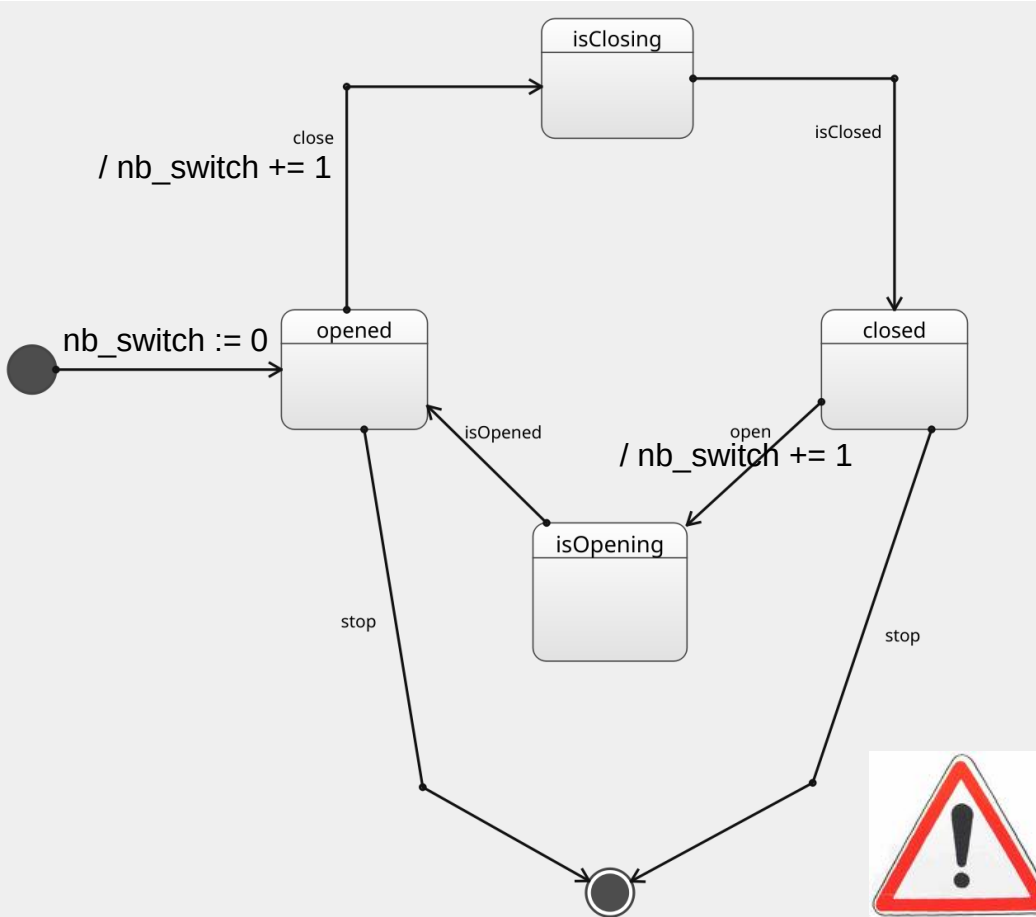 isClosing
close
/ nb_switch += 1
isClosed
nb_switch := 0
opened
closed
isOpened
open
/ nb_switch += 1
isOpening
stop
stop